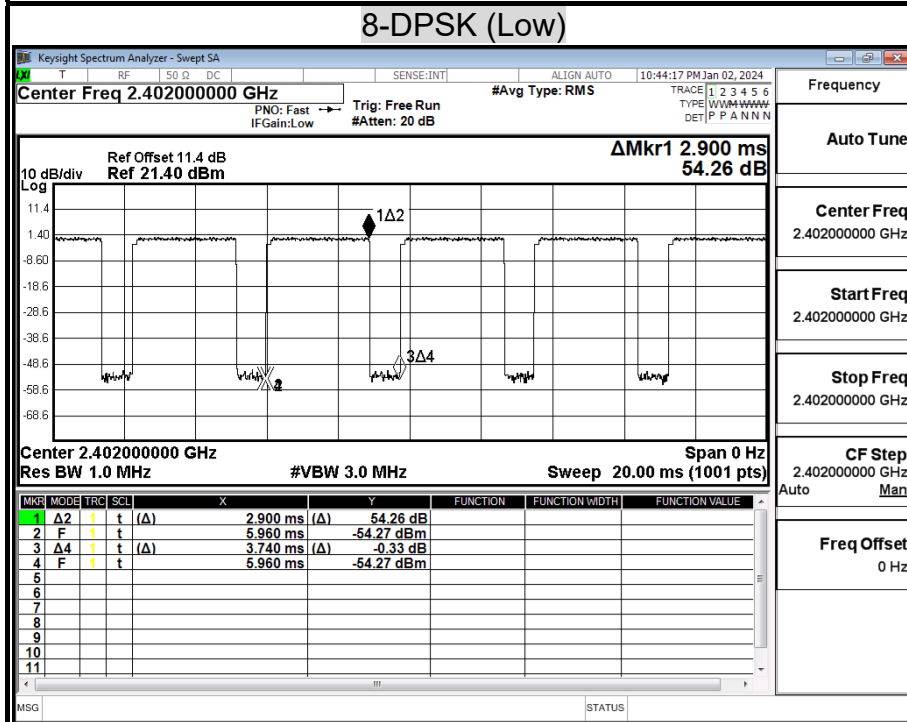 8-DPSK (Low)
Keysight Spectrum Analyzer - Swept SA
LXI T RF 50 Ω DC SENSE:INT ALIGN AUTO 10:44:17 PM Jan 02, 2024
Center Freq 2.402000000 GHz #Avg Type: RMS TRACE 1 2 3 4 5 6
PNO: Fast Trig: Free Run TYPE WWMWWWW
IFGain:Low #Atten: 20 dB DET P P A N N N
ΔMkr1 2.900 ms
54.26 dB
Ref Offset 11.4 dB
10 dB/div Ref 21.40 dBm
Log
11.4
1.40
-8.60
-18.6
-28.6
-38.6
-48.6
-58.6
-68.6
1Δ2
3Δ4
Center 2.402000000 GHz Span 0 Hz
Res BW 1.0 MHz #VBW 3.0 MHz Sweep 20.00 ms (1001 pts)
MKR MODE TRC SCL X Y FUNCTION FUNCTION WIDTH FUNCTION VALUE
1 Δ2 1 t (Δ) 2.900 ms (Δ) 54.26 dB
2 F 1 t 5.960 ms -54.27 dBm
3 Δ4 1 t (Δ) 3.740 ms (Δ) -0.33 dB
4 F 1 t 5.960 ms -54.27 dBm
5
6
7
8
9
10
11
MSG STATUS
Frequency
Auto Tune
Center Freq
2.402000000 GHz
Start Freq
2.402000000 GHz
Stop Freq
2.402000000 GHz
CF Step
2.402000000 GHz
Auto Man
Freq Offset
0 Hz